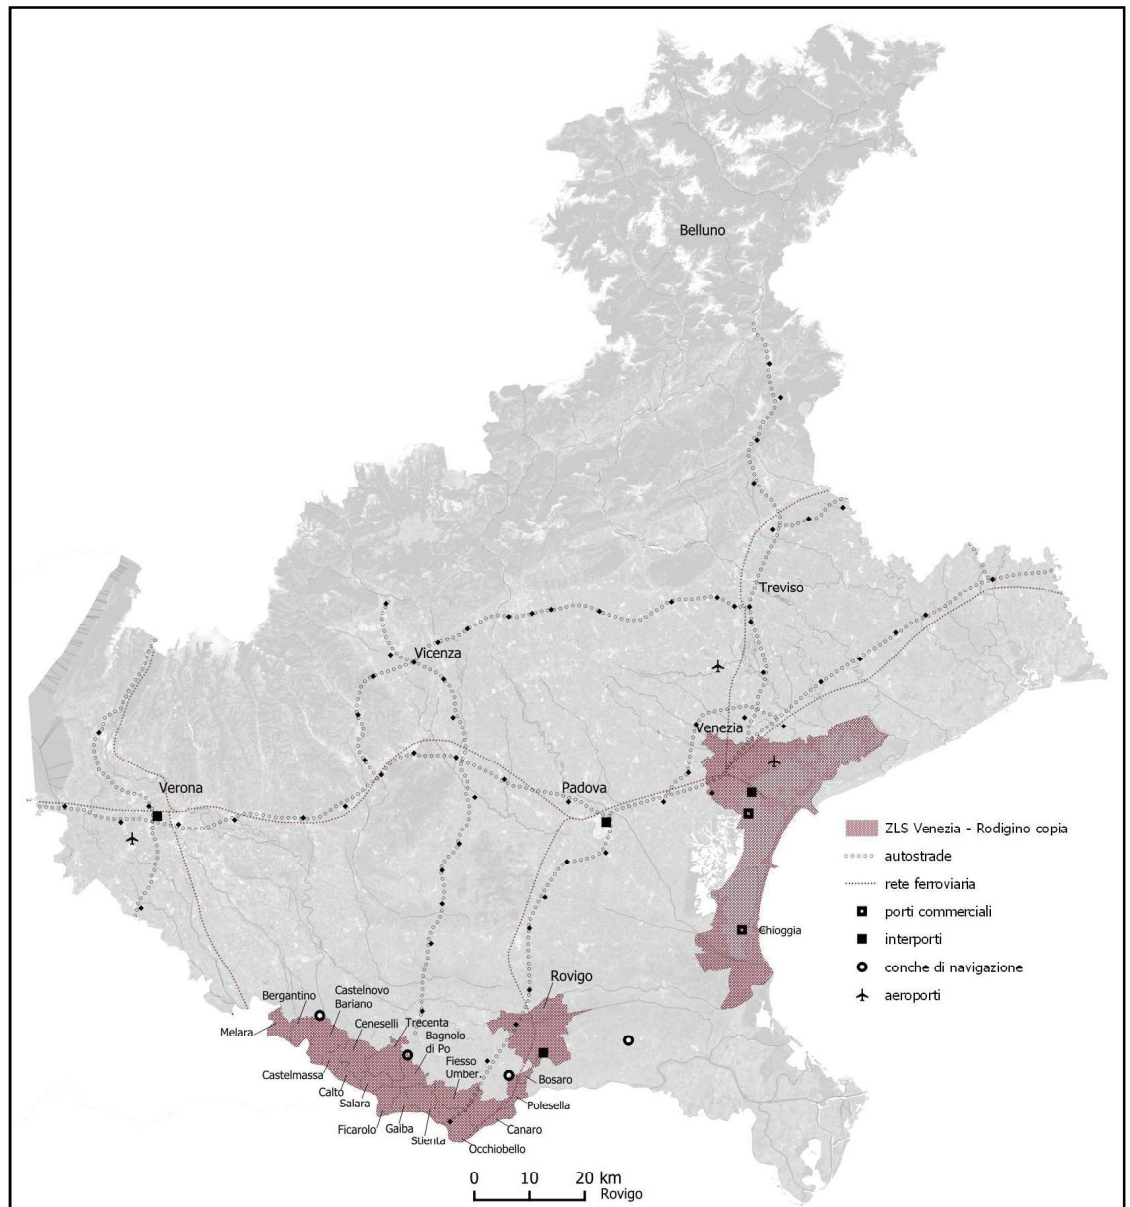 Belluno
Treviso
Vicenza
Venezia
Verona
Padova
ZLS Venezia - Rodigino copia
autostrade
rete ferroviaria
porti commerciali
Chioggia
interporti
conche di navigazione
aeroporti
Rovigo
Bergantino
Castelnovo
Bariano
Melara
Ceneselli
Trecenta
Bagnolo
di Po
Fiesso
Umber.
Castelmassa
Calto
Salara
Bosaro
Polesella
Ficarolo
Gaiba
Stienta
Canaro
Occhiobello
0 10 20 km
Rovigo